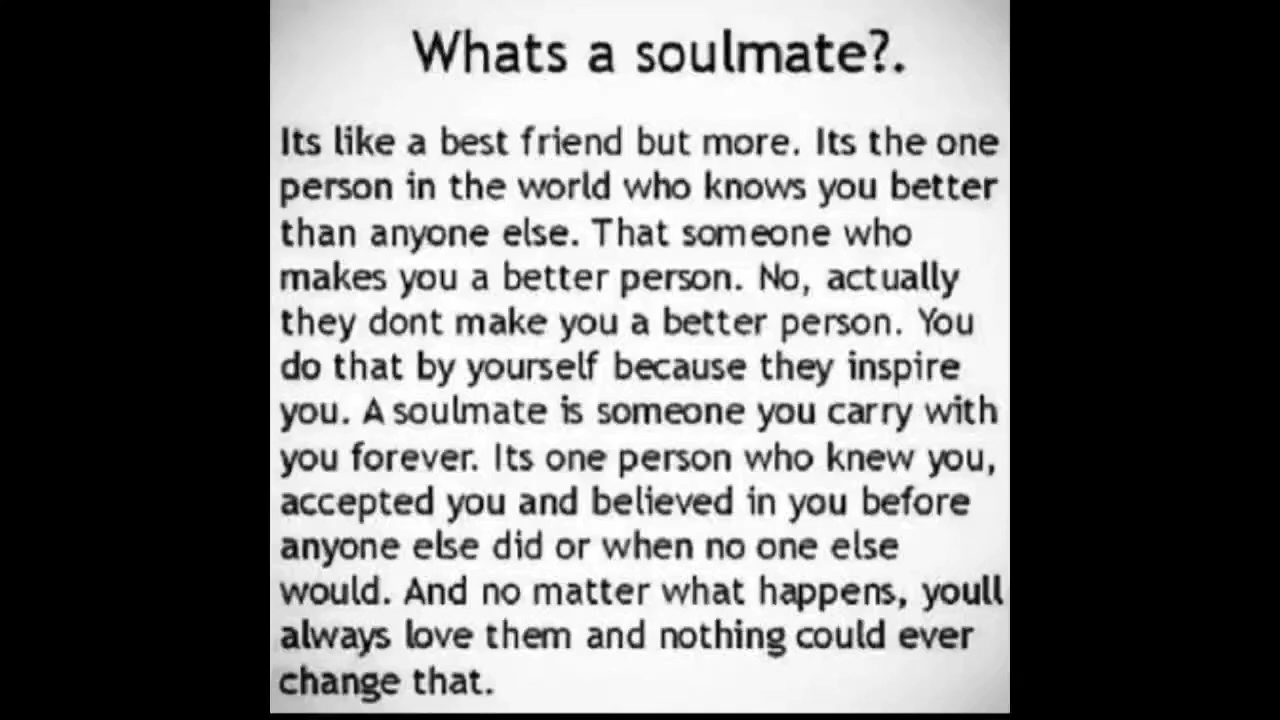 Whats a soulmate?.
Its like a best friend but more. Its the one
person in the world who knows you better
than anyone else. That someone who
makes you a better person. No, actually
they dont make you a better person. You
do that by yourself because they inspire
you. A soulmate is someone you carry with
you forever. Its one person who knew you,
accepted you and believed in you before
anyone else did or when no one else
would. And no matter what happens, youll
always love them and nothing could ever
change that.